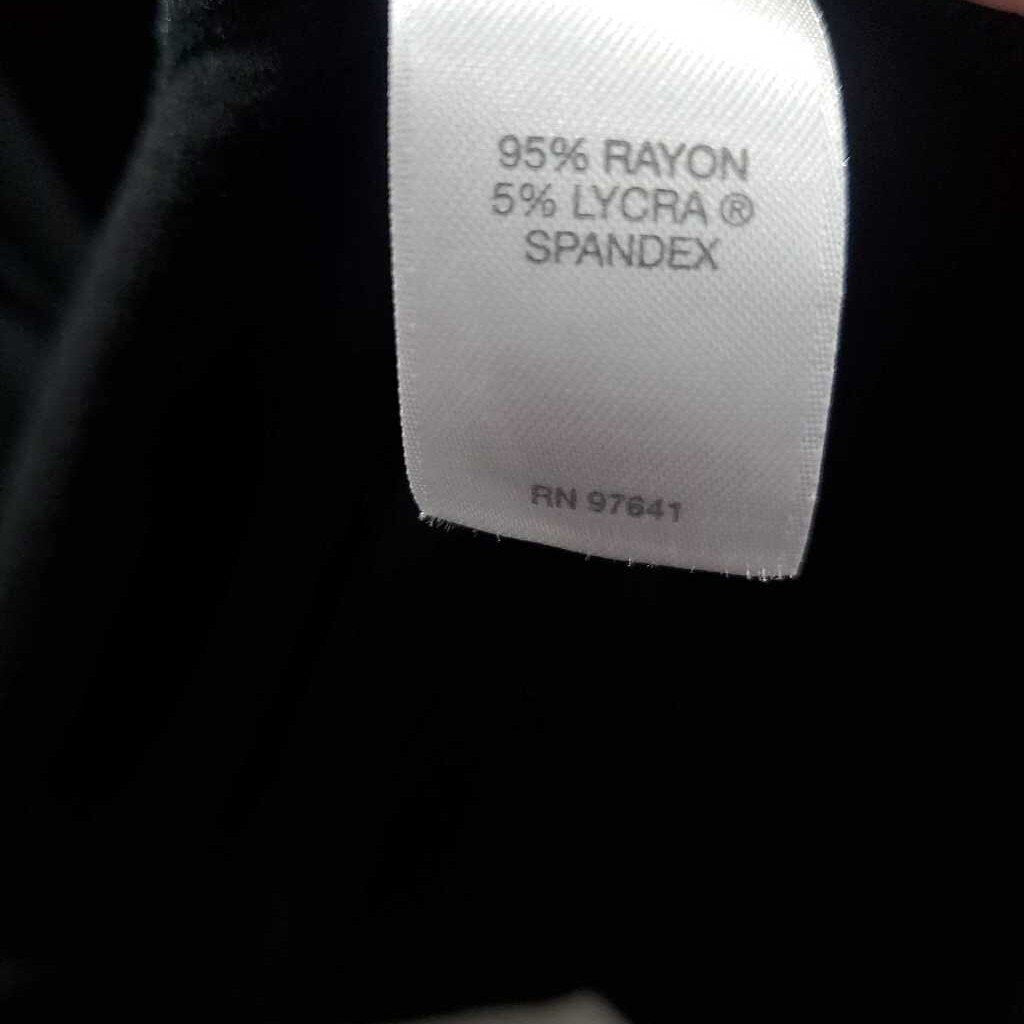 95% RAYON
5% LYCRA ®
SPANDEX
RN 97641